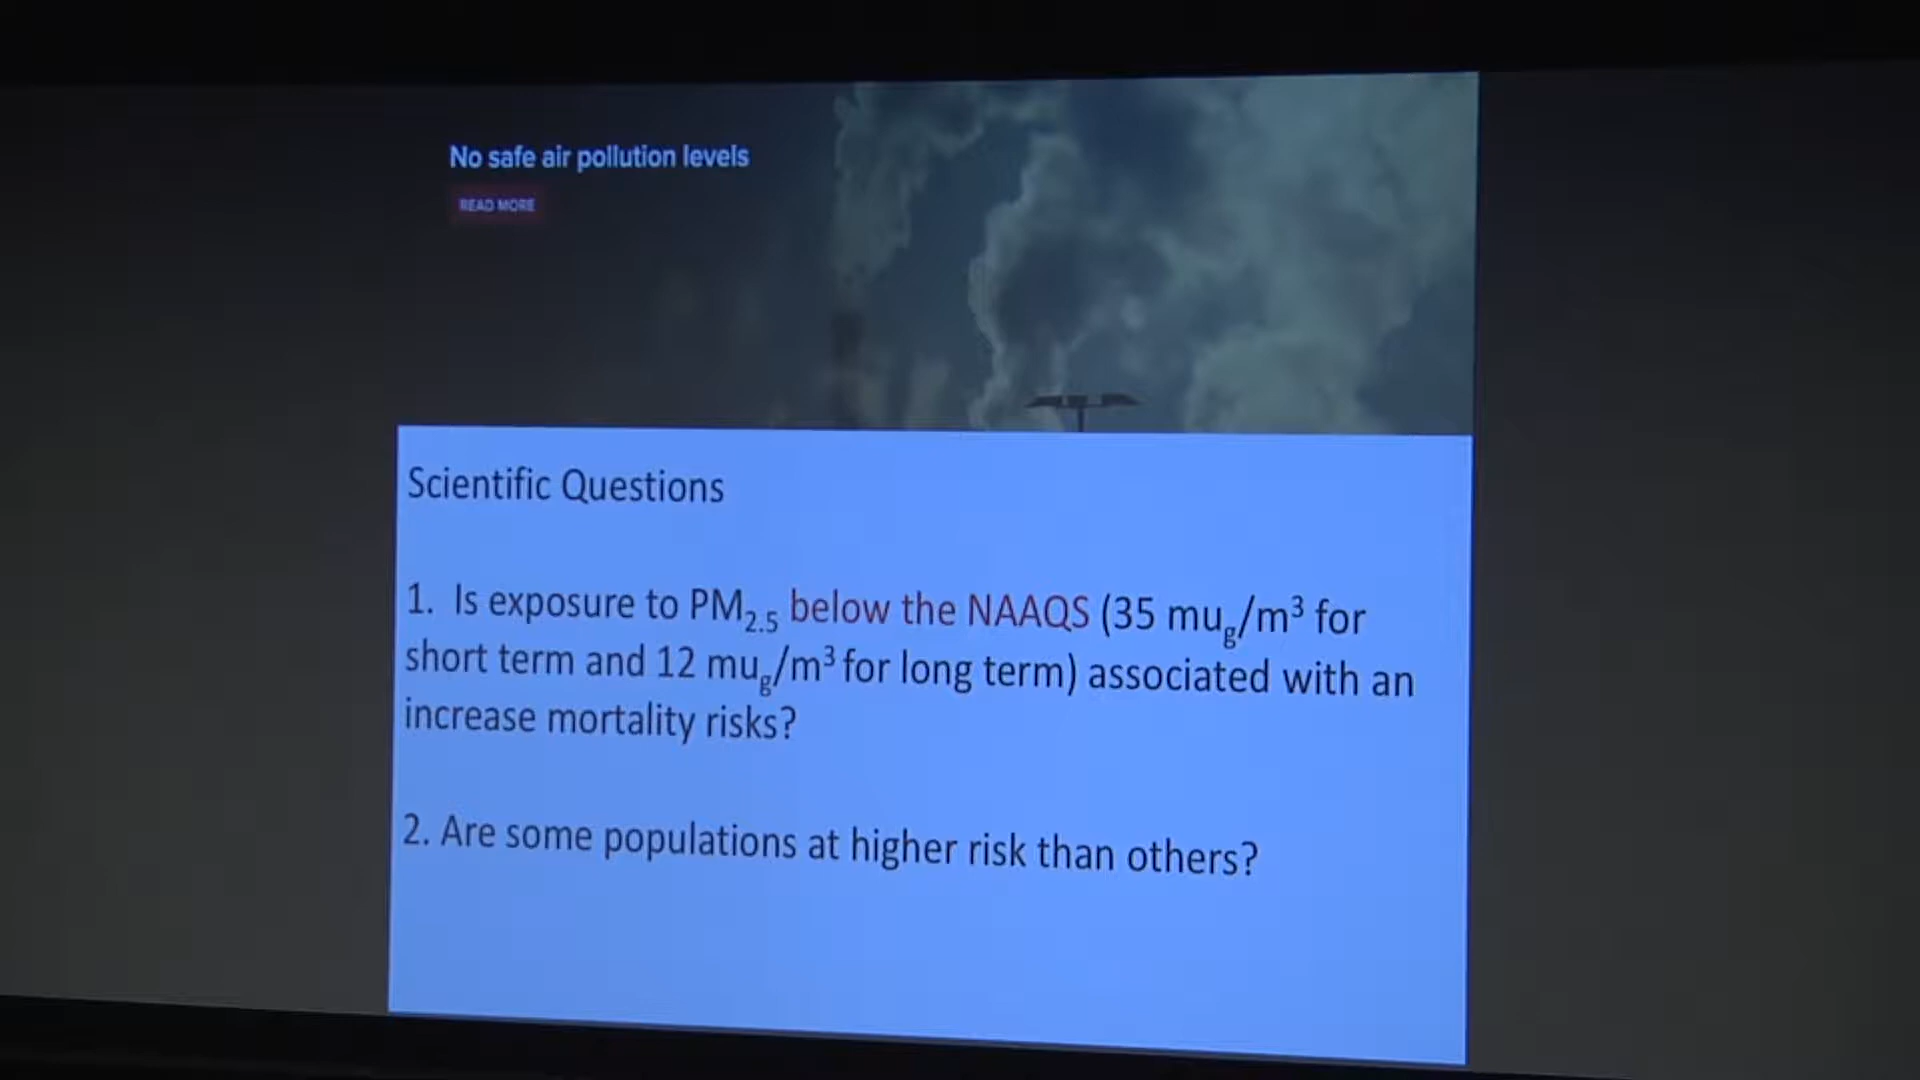 No safe air pollution levels
READ MORE
Scientific Questions
1. Is exposure to PM₂.₅ below the NAAQS (35 mu_g/m³ for
short term and 12 mu_g/m³ for long term) associated with an
increase mortality risks?
2. Are some populations at higher risk than others?